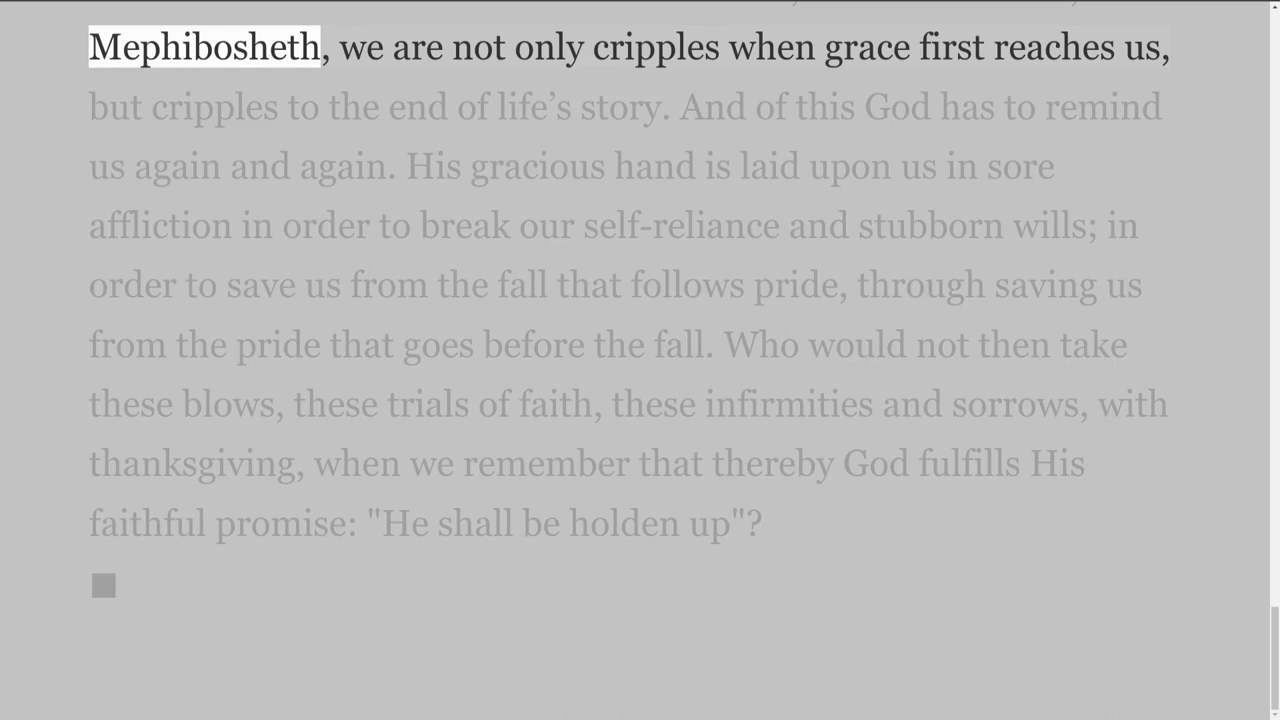 Mephibosheth, we are not only cripples when grace first reaches us,
but cripples to the end of life’s story. And of this God has to remind
us again and again. His gracious hand is laid upon us in sore
affliction in order to break our self-reliance and stubborn wills; in
order to save us from the fall that follows pride, through saving us
from the pride that goes before the fall. Who would not then take
these blows, these trials of faith, these infirmities and sorrows, with
thanksgiving, when we remember that thereby God fulfills His
faithful promise: "He shall be holden up"?